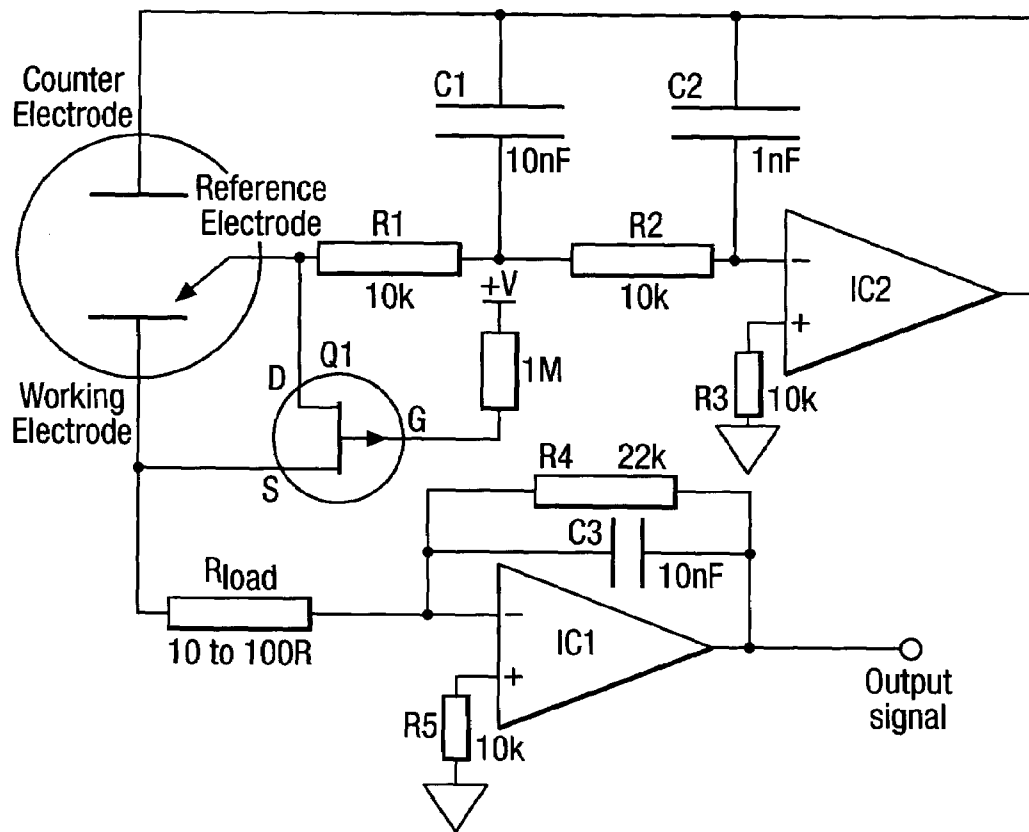 Counter
Electrode
C1
10nF
C2
1nF
Reference
Electrode
R1
10k
R2
10k
−
+
IC2
+V
1M
R3
10k
Working
Electrode
Q1
D
G
S
R4
22k
C3
10nF
Rload
10 to 100R
−
+
IC1
R5
10k
Output
signal